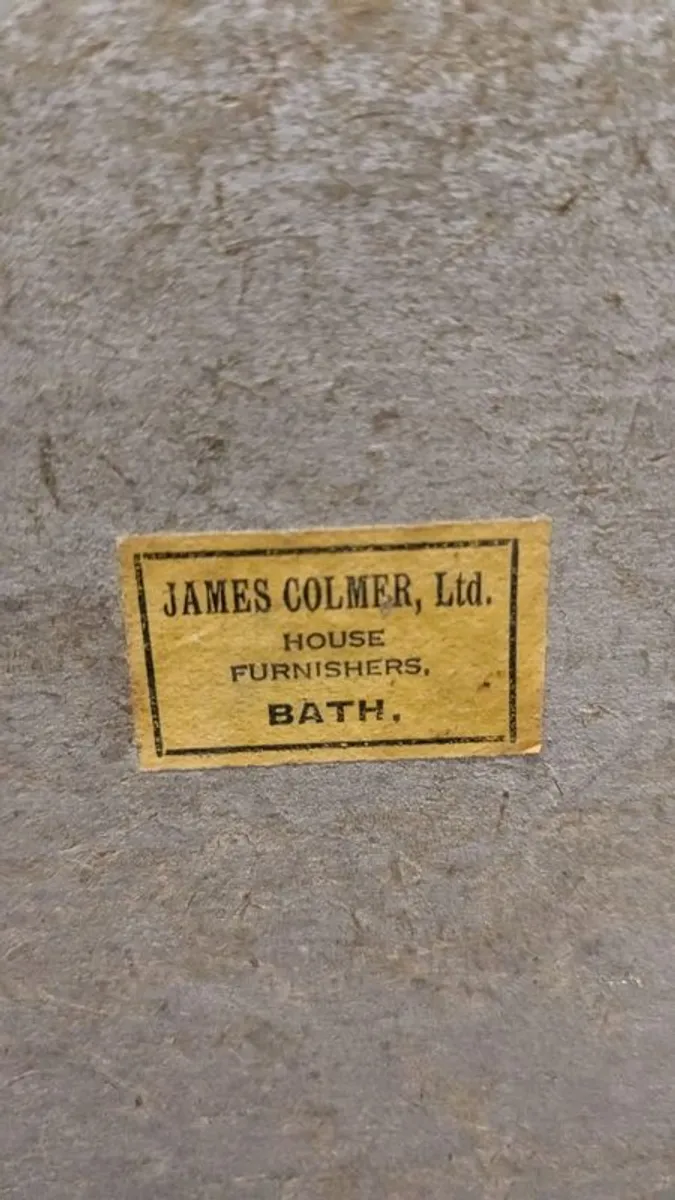 JAMES COLMER, Ltd.
HOUSE
FURNISHERS,
BATH.